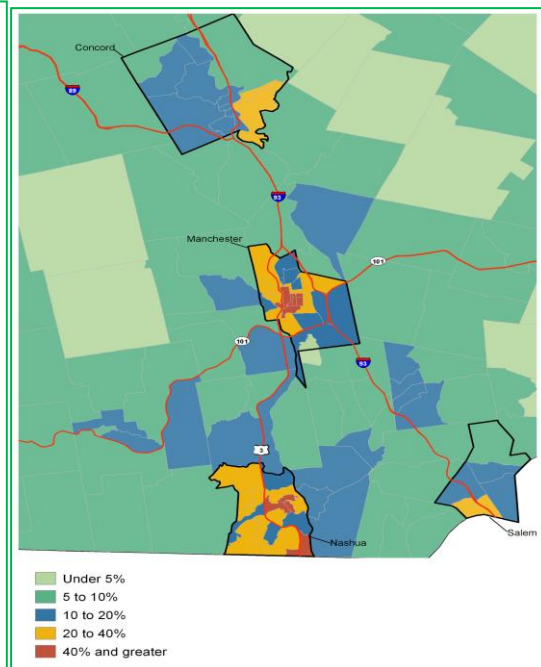 Concord
89
93
Manchester
101
101
93
3
Nashua
Salem
Under 5%
5 to 10%
10 to 20%
20 to 40%
40% and greater